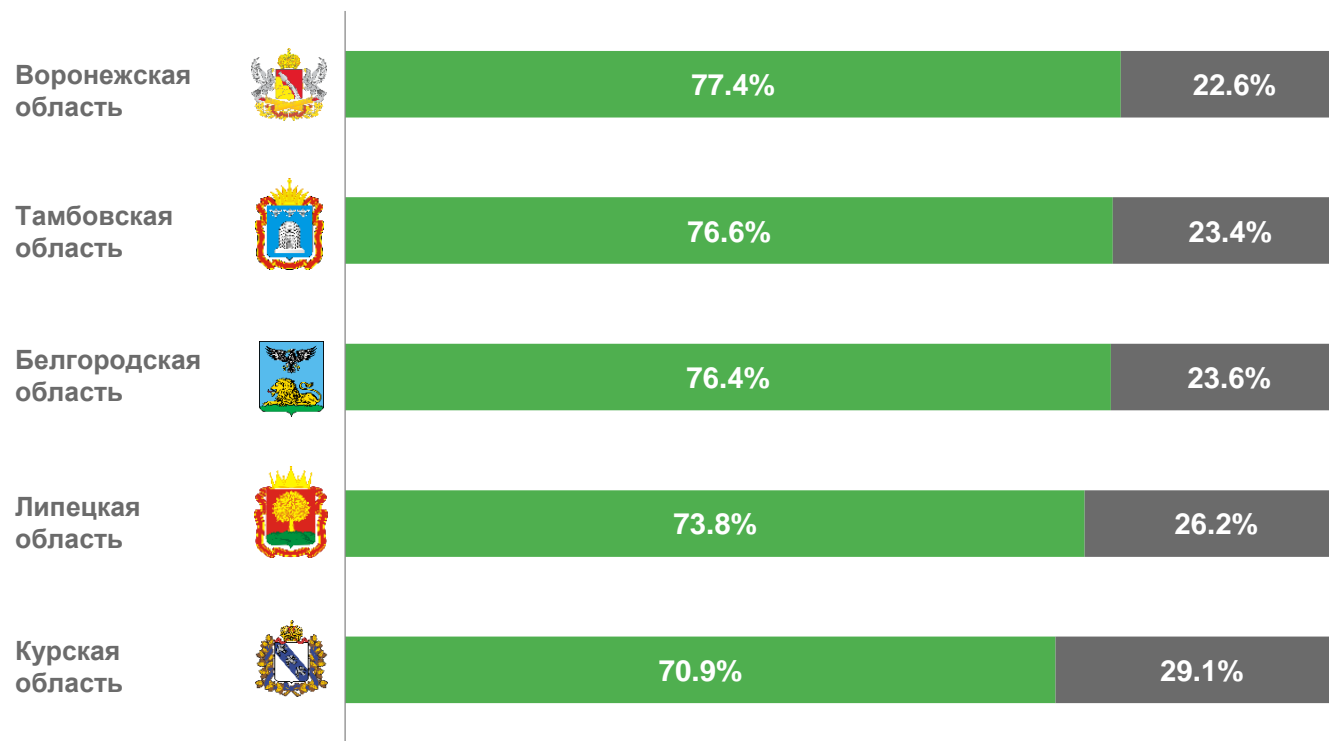 Воронежская
область
77.4%
22.6%
Тамбовская
область
76.6%
23.4%
Белгородская
область
76.4%
23.6%
Липецкая
область
73.8%
26.2%
Курская
область
70.9%
29.1%